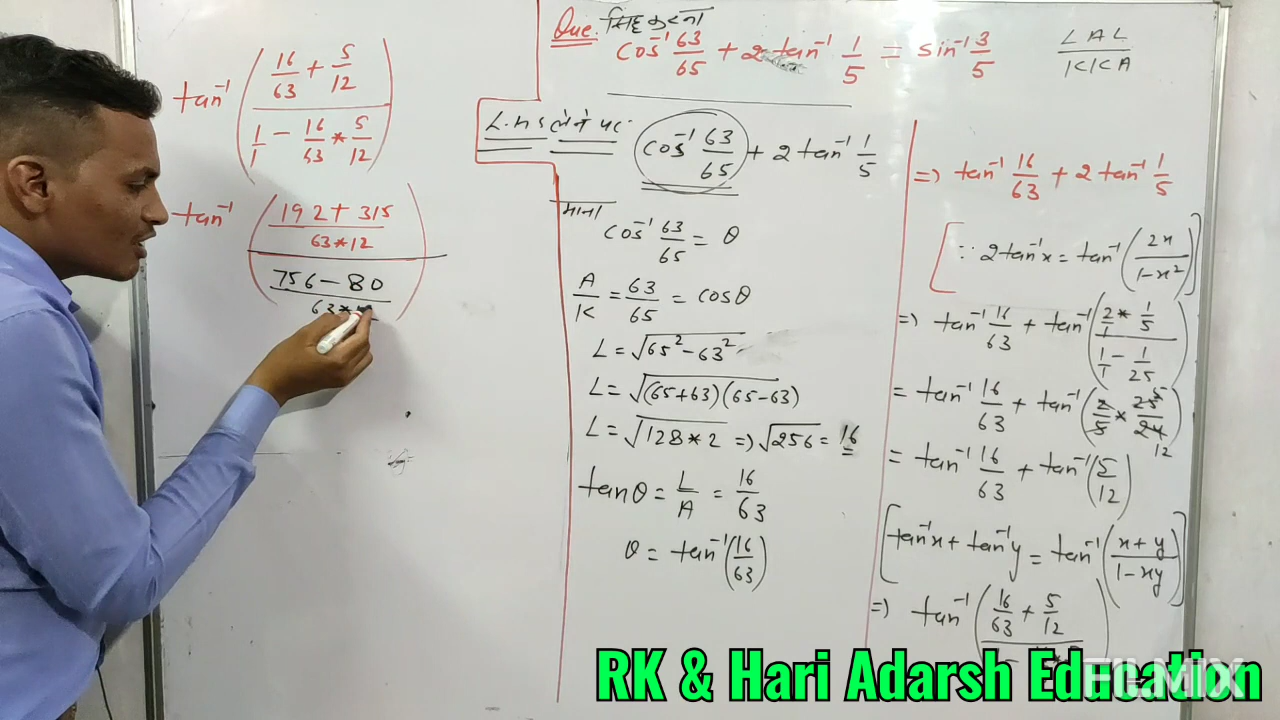 Que. सिद्ध करना
cos⁻¹ 63/65 + 2 tan⁻¹ 1/5 = sin⁻¹ 3/5
L A L
K K A
L.H.S लेने पर
cos⁻¹ 63/65 + 2 tan⁻¹ 1/5
माना
cos⁻¹ 63/65 = θ
A/K = 63/65 = cosθ
L = √65² - 63²
L = √(65+63)(65-63)
L = √128*2 => √256 = 16
tanθ = L/A = 16/63
θ = tan⁻¹(16/63)
=> tan⁻¹ 16/63 + 2 tan⁻¹ 1/5
[∵ 2tan⁻¹x = tan⁻¹(2x/1-x²)]
=> tan⁻¹ 16/63 + tan⁻¹(2/1 * 1/5 / 1/1 - 1/25)
= tan⁻¹ 16/63 + tan⁻¹(2/5 * 25/24) 5 12
= tan⁻¹ 16/63 + tan⁻¹(5/12)
[tan⁻¹x + tan⁻¹y = tan⁻¹(x+y/1-xy)]
=> tan⁻¹(16/63 + 5/12
tan⁻¹(16/63 + 5/12 / 1/1 - 16/63 * 5/12)
tan⁻¹(192 + 315 / 63*12 / 756 - 80 / 63*
RK & Hari Adarsh Education
FILMIX